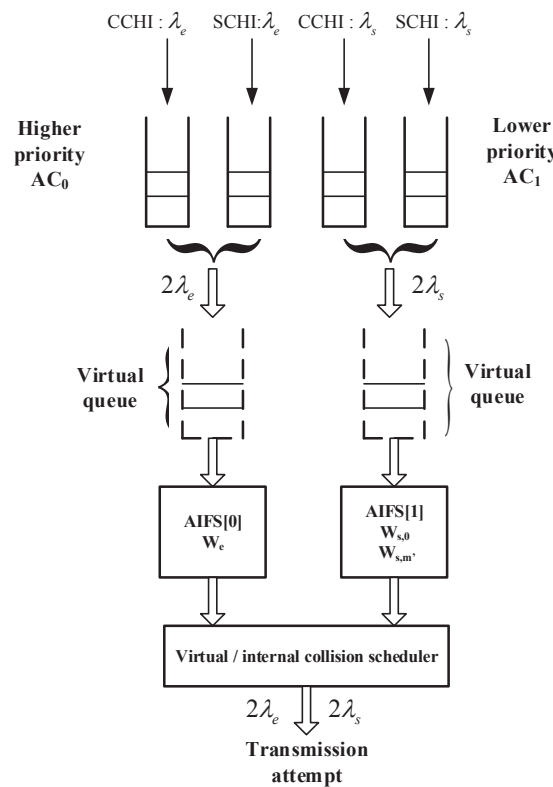 CCHI : λe SCHI:λe CCHI : λs SCHI : λs
Higher
priority
AC0
Lower
priority
AC1
2λe 2λs
Virtual
queue
Virtual
queue
AIFS[0]
We
AIFS[1]
Ws,0
Ws,m'
Virtual / internal collision scheduler
2λe 2λs
Transmission
attempt